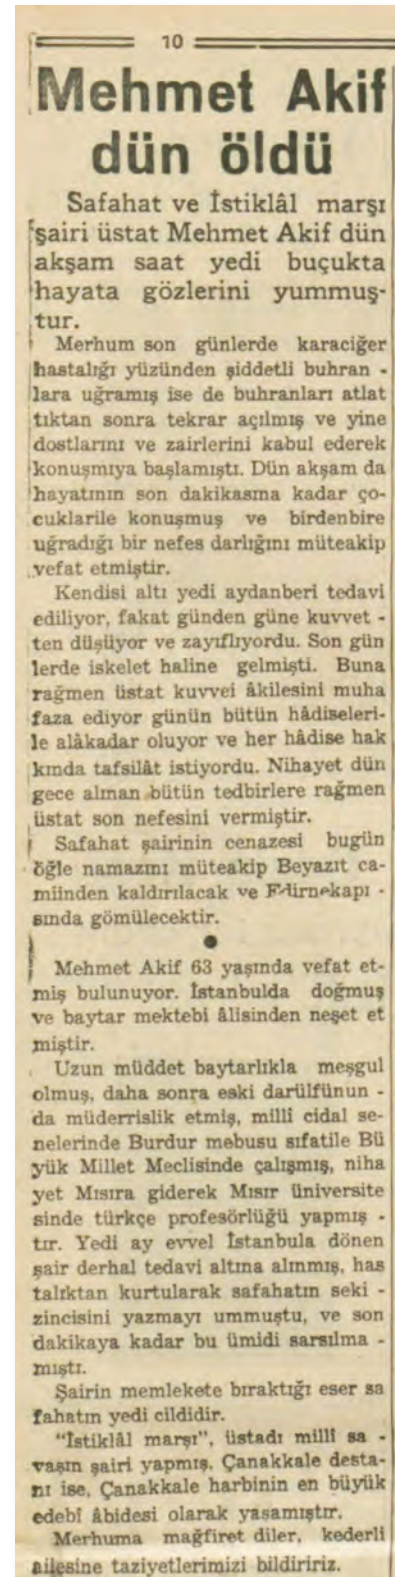 10
Mehmet Akif
dün öldü
Safahat ve İstiklâl marşı
şairi üstat Mehmet Akif dün
akşam saat yedi buçukta
hayata gözlerini yummuş-
tur.
Merhum son günlerde karaciğer
hastalığı yüzünden şiddetli buhran -
lara uğramış ise de buhranları atlat
tıktan sonra tekrar açılmış ve yine
dostlarını ve zairlerini kabul ederek
konuşmıya başlamıştı. Dün akşam da
hayatının son dakikasına kadar ço-
cuklarile konuşmuş ve birdenbire
uğradığı bir nefes darlığını müteakip
vefat etmiştir.
Kendisi altı yedi aydanberi tedavi
ediliyor, fakat günden güne kuvvet -
ten düşüyor ve zayıflıyordu. Son gün
lerde iskelet haline gelmişti. Buna
rağmen üstat kuvvei âkilesini muha
faza ediyor günün bütün hâdiseleri-
le alâkadar oluyor ve her hâdise hak
kında tafsilât istiyordu. Nihayet dün
gece alınan bütün tedbirlere rağmen
üstat son nefesini vermiştir.
Safahat şairinin cenazesi bugün
öğle namazını müteakip Beyazıt ca-
miinden kaldırılacak ve Edirnekapı -
sında gömülecektir.
Mehmet Akif 63 yaşında vefat et-
miş bulunuyor. İstanbulda doğmuş
ve baytar mektebi âlisinden neşet et
miştir.
Uzun müddet baytarlıkla meşgul
olmuş, daha sonra eski darülfünun -
da müderrislik etmiş, milli cidal se-
nelerinde Burdur mebusu sıfatile Bü
yük Millet Meclisinde çalışmış, niha
yet Mısıra giderek Mısır üniversite
sinde türkçe profesörlüğü yapmış -
tır. Yedi ay evvel İstanbula dönen
şair derhal tedavi altına alınmış, has
talıktan kurtularak safahatın seki -
zincisini yazmayı ummuştu, ve son
dakikaya kadar bu ümidi sarsılma -
mıştı.
Şairin memlekete bıraktığı eser sa
fahatın yedi cildidir.
"İstiklâl marşı", üstadı milli sa -
vaşın şairi yapmış, Çanakkale desta-
nı ise, Çanakkale harbinin en büyük
edebî âbidesi olarak yaşamıştır.
Merhuma mağfiret diler, kederli
ailesine taziyetlerimizi bildiririz.